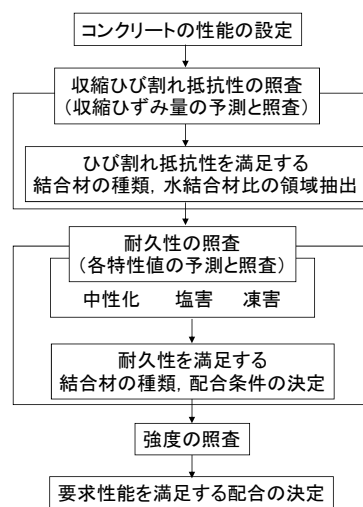 コンクリートの性能の設定
収縮ひび割れ抵抗性の照査
(収縮ひずみ量の予測と照査)
ひび割れ抵抗性を満足する
結合材の種類, 水結合材比の領域抽出
耐久性の照査
(各特性値の予測と照査)
中性化 塩害 凍害
耐久性を満足する
結合材の種類, 配合条件の決定
強度の照査
要求性能を満足する配合の決定